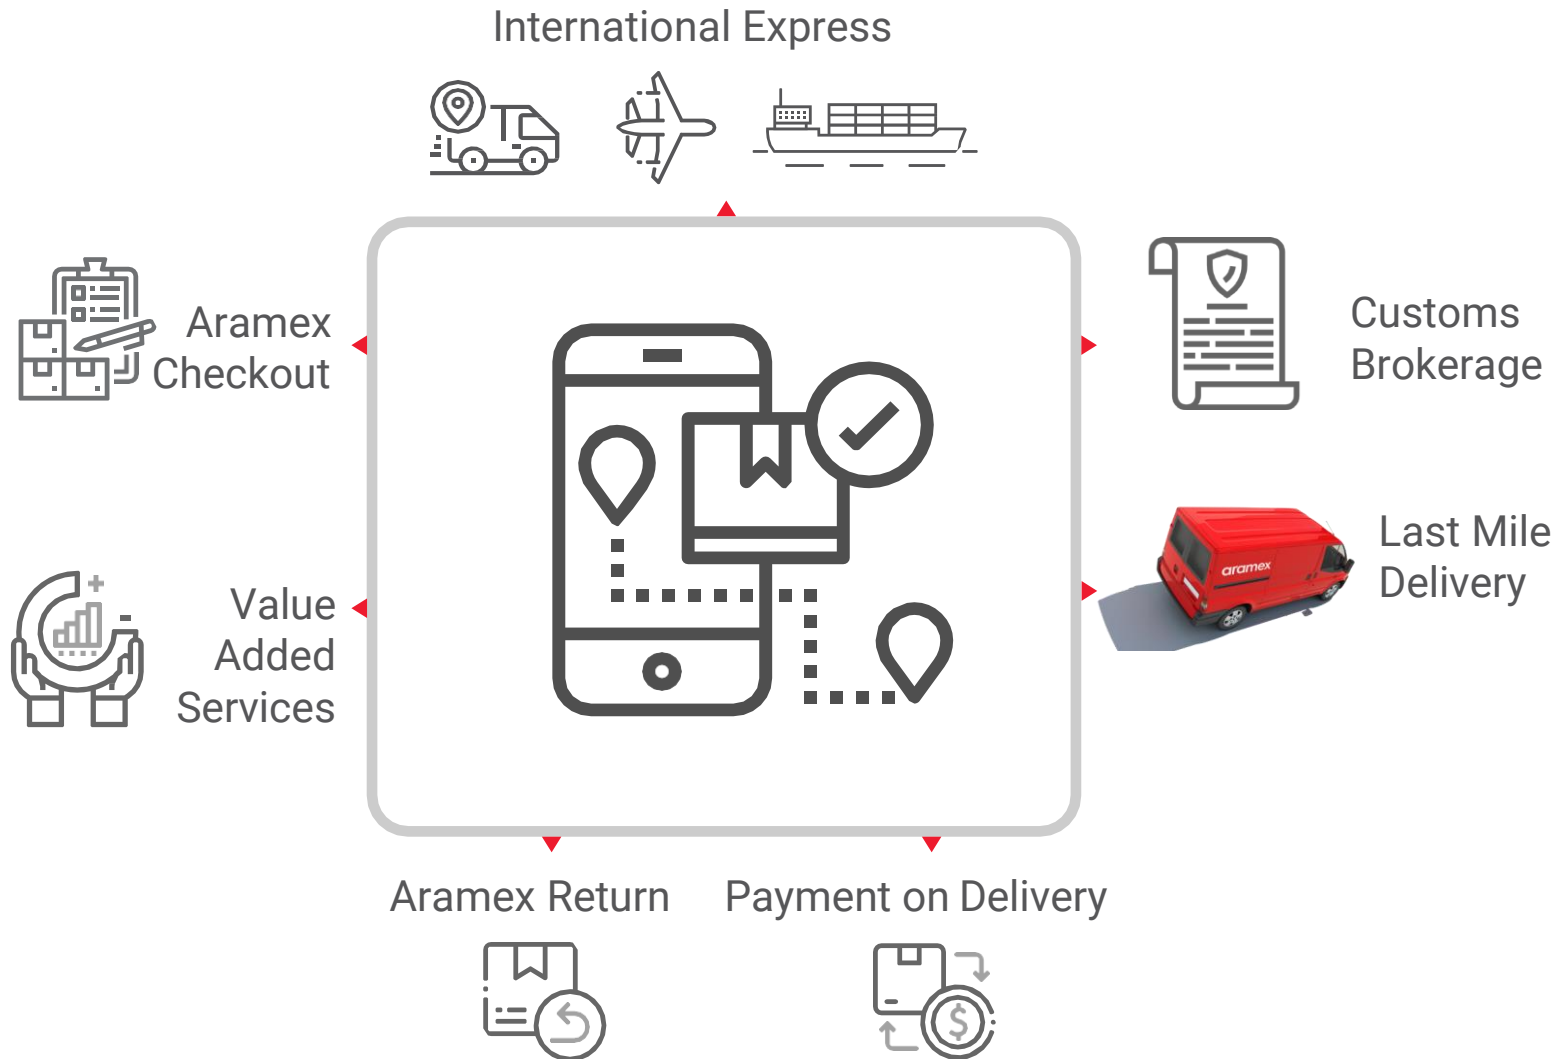 International Express
Aramex
Checkout
Customs
Brokerage
Value
Added
Services
aramex
Last Mile
Delivery
Aramex Return
Payment on Delivery
$